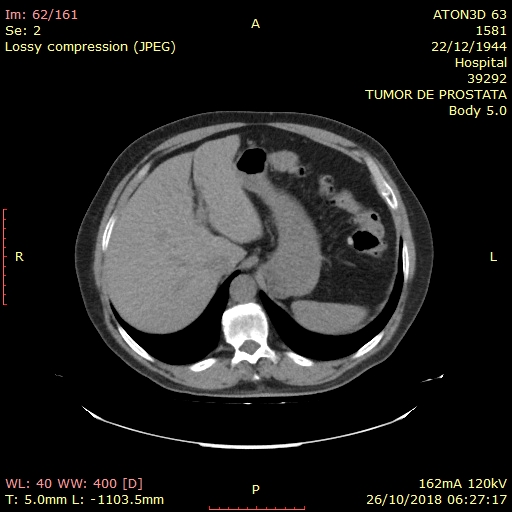 Im: 62/161
Se: 2
Lossy compression (JPEG)
A
ATON3D 63
1581
22/12/1944
Hospital
39292
TUMOR DE PROSTATA
Body 5.0
R
L
WL: 40 WW: 400 [D]
T: 5.0mm L: -1103.5mm
P
162mA 120kV
26/10/2018 06:27:17